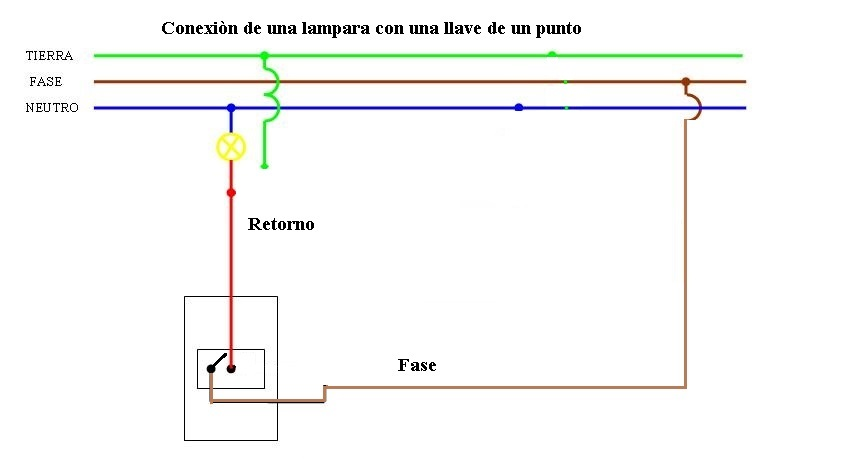 Conexiòn de una lampara con una llave de un punto
TIERRA
FASE
NEUTRO
Retorno
Fase